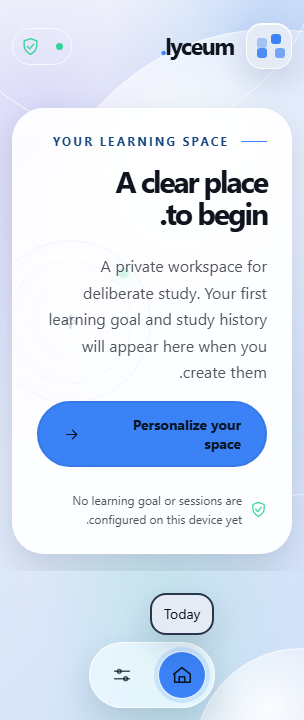 .lyceum
YOUR LEARNING SPACE
A clear place
.to begin
A private workspace for
deliberate study. Your first
learning goal and study history
will appear here when you
.create them
Personalize your
space
No learning goal or sessions are
.configured on this device yet
Today